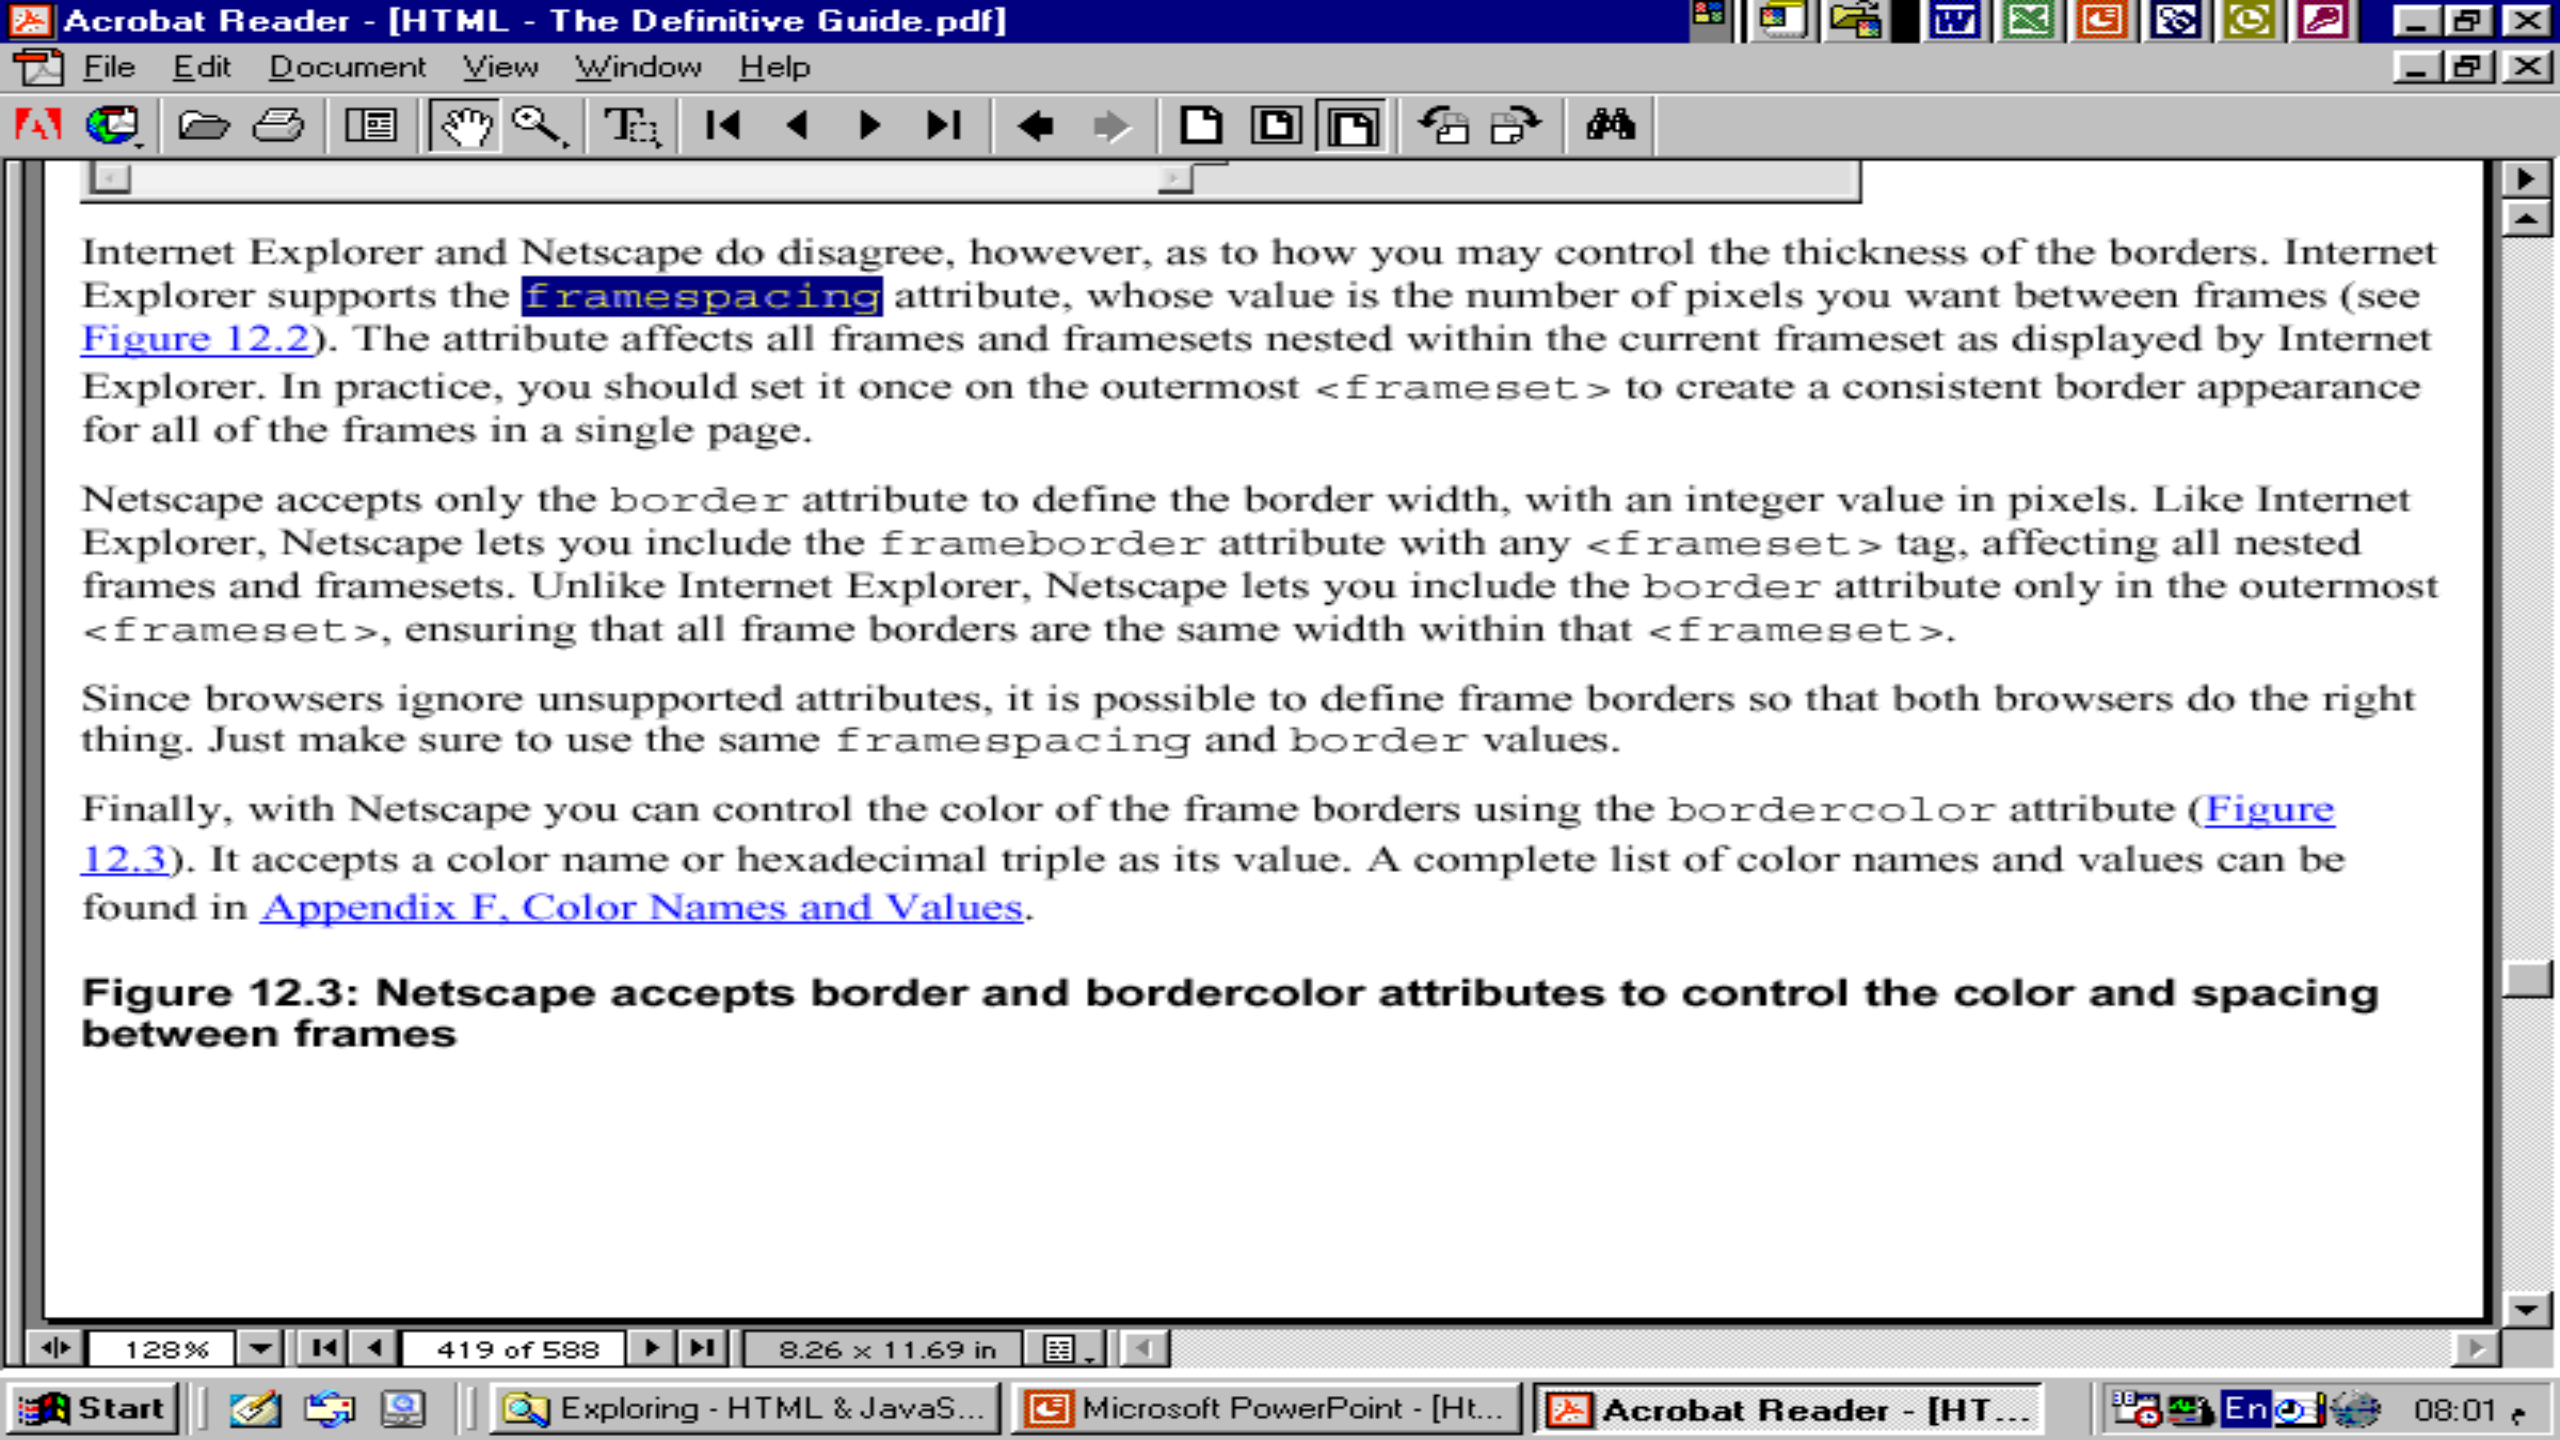 Acrobat Reader - [HTML - The Definitive Guide.pdf]
File Edit Document View Window Help
Internet Explorer and Netscape do disagree, however, as to how you may control the thickness of the borders. Internet
Explorer supports the framespacing attribute, whose value is the number of pixels you want between frames (see
Figure 12.2). The attribute affects all frames and framesets nested within the current frameset as displayed by Internet
Explorer. In practice, you should set it once on the outermost <frameset> to create a consistent border appearance
for all of the frames in a single page.
Netscape accepts only the border attribute to define the border width, with an integer value in pixels. Like Internet
Explorer, Netscape lets you include the frameborder attribute with any <frameset> tag, affecting all nested
frames and framesets. Unlike Internet Explorer, Netscape lets you include the border attribute only in the outermost
<frameset>, ensuring that all frame borders are the same width within that <frameset>.
Since browsers ignore unsupported attributes, it is possible to define frame borders so that both browsers do the right
thing. Just make sure to use the same framespacing and border values.
Finally, with Netscape you can control the color of the frame borders using the bordercolor attribute (Figure
12.3). It accepts a color name or hexadecimal triple as its value. A complete list of color names and values can be
found in Appendix F, Color Names and Values.
Figure 12.3: Netscape accepts border and bordercolor attributes to control the color and spacing
between frames
128% 419 of 588 8.26 x 11.69 in
Start Exploring - HTML & JavaS... Microsoft PowerPoint - [Ht... Acrobat Reader - [HT... En 08:01 م